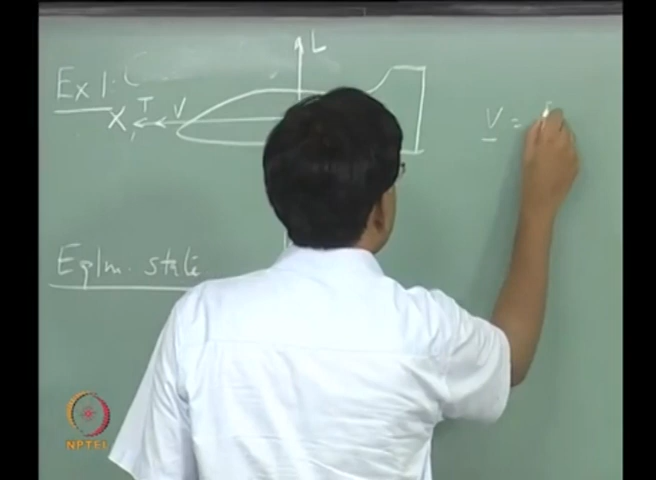 L
Ex 1:
X, T V
V =
Eqlm. state
NPTEL